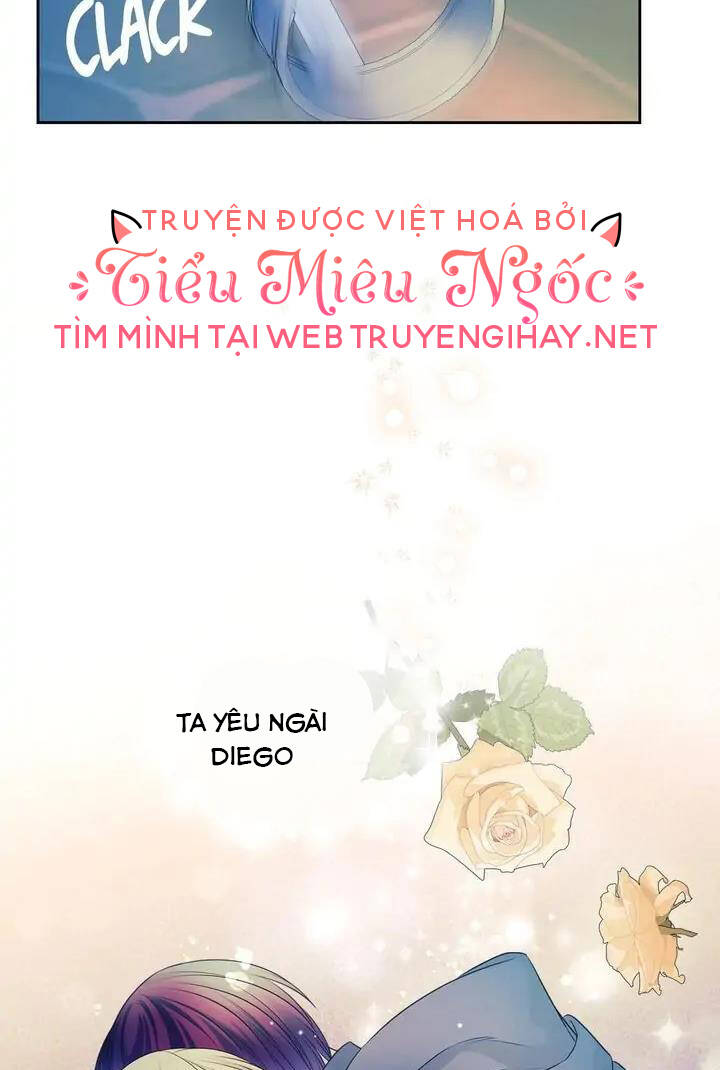 CLACK
TRUYỆN ĐƯỢC VIỆT HOÁ BỞI
Tiểu Miêu Ngốc
TÌM MÌNH TẠI WEB TRUYENGIHAY.NET
TA YÊU NGÀI
DIEGO